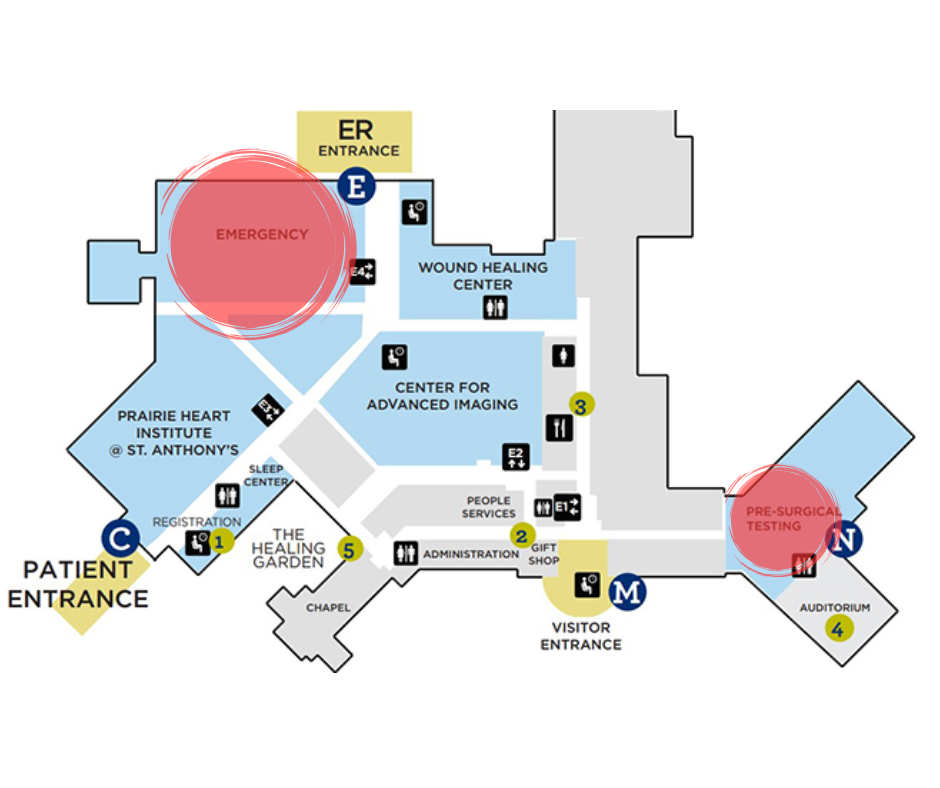 ER
ENTRANCE
E
EMERGENCY
E4
WOUND HEALING
CENTER
CENTER FOR
ADVANCED IMAGING
3
PRAIRIE HEART
INSTITUTE
@ ST. ANTHONY'S
E3
E2
SLEEP
CENTER
REGISTRATION
1
C
PATIENT
ENTRANCE
THE
HEALING
GARDEN
5
CHAPEL
PEOPLE
SERVICES
E1
2
ADMINISTRATION
GIFT
SHOP
M
VISITOR
ENTRANCE
PRE-SURGICAL
TESTING
N
AUDITORIUM
4